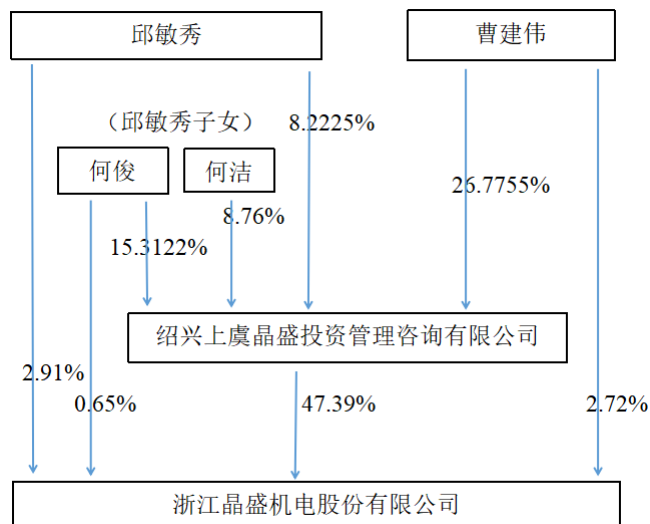 邱敏秀
曹建伟
（邱敏秀子女）
8.2225%
何俊
何洁
26.7755%
8.76%
15.3122%
绍兴上虞晶盛投资管理咨询有限公司
2.91%
0.65%
47.39%
2.72%
浙江晶盛机电股份有限公司